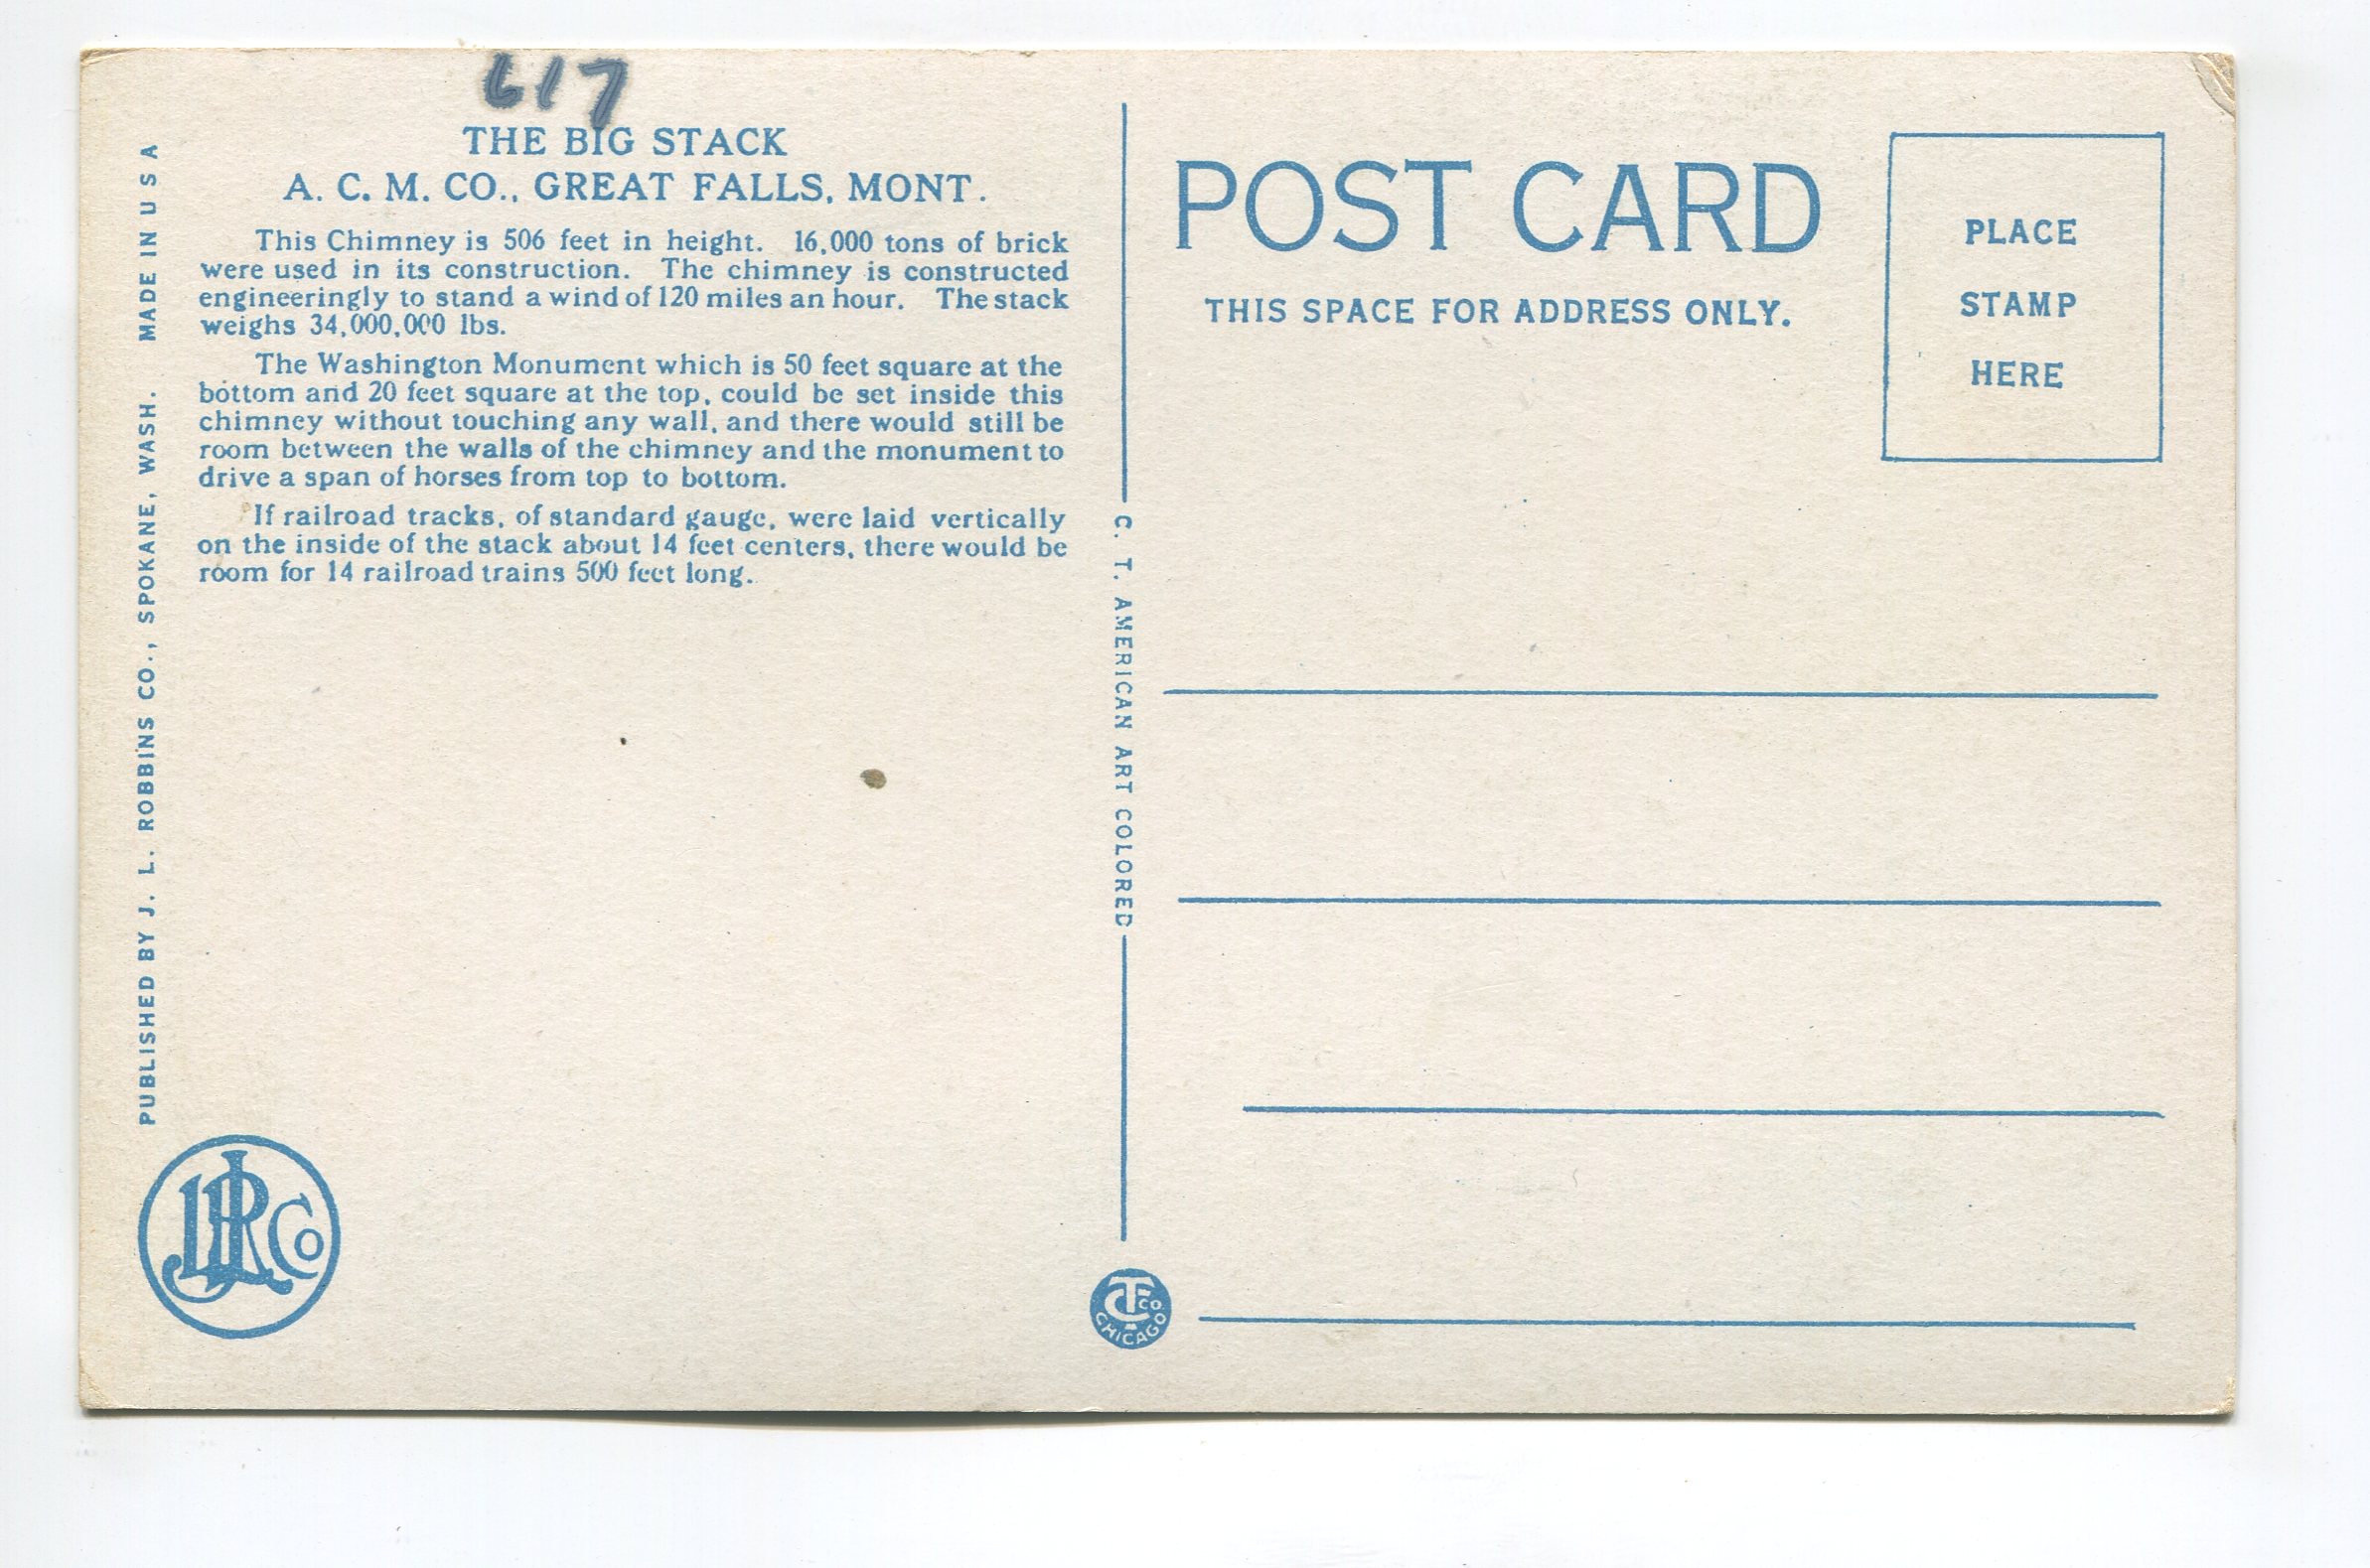 617
THE BIG STACK
A. C. M. CO., GREAT FALLS, MONT.
This Chimney is 506 feet in height. 16,000 tons of brick
were used in its construction. The chimney is constructed
engineeringly to stand a wind of 120 miles an hour. The stack
weighs 34,000,000 lbs.
The Washington Monument which is 50 feet square at the
bottom and 20 feet square at the top, could be set inside this
chimney without touching any wall, and there would still be
room between the walls of the chimney and the monument to
drive a span of horses from top to bottom.
If railroad tracks, of standard gauge, were laid vertically
on the inside of the stack about 14 feet centers, there would be
room for 14 railroad trains 500 feet long.
PUBLISHED BY J. L. ROBBINS CO., SPOKANE, WASH. MADE IN U S A
JLR Co
C. T. AMERICAN ART COLORED
CT CO. CHICAGO
POST CARD
THIS SPACE FOR ADDRESS ONLY.
PLACE
STAMP
HERE